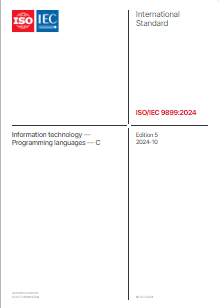 ISO
IEC
International
Standard
ISO/IEC 9899:2024
Information technology —
Programming languages — C
Edition 5
2024-10